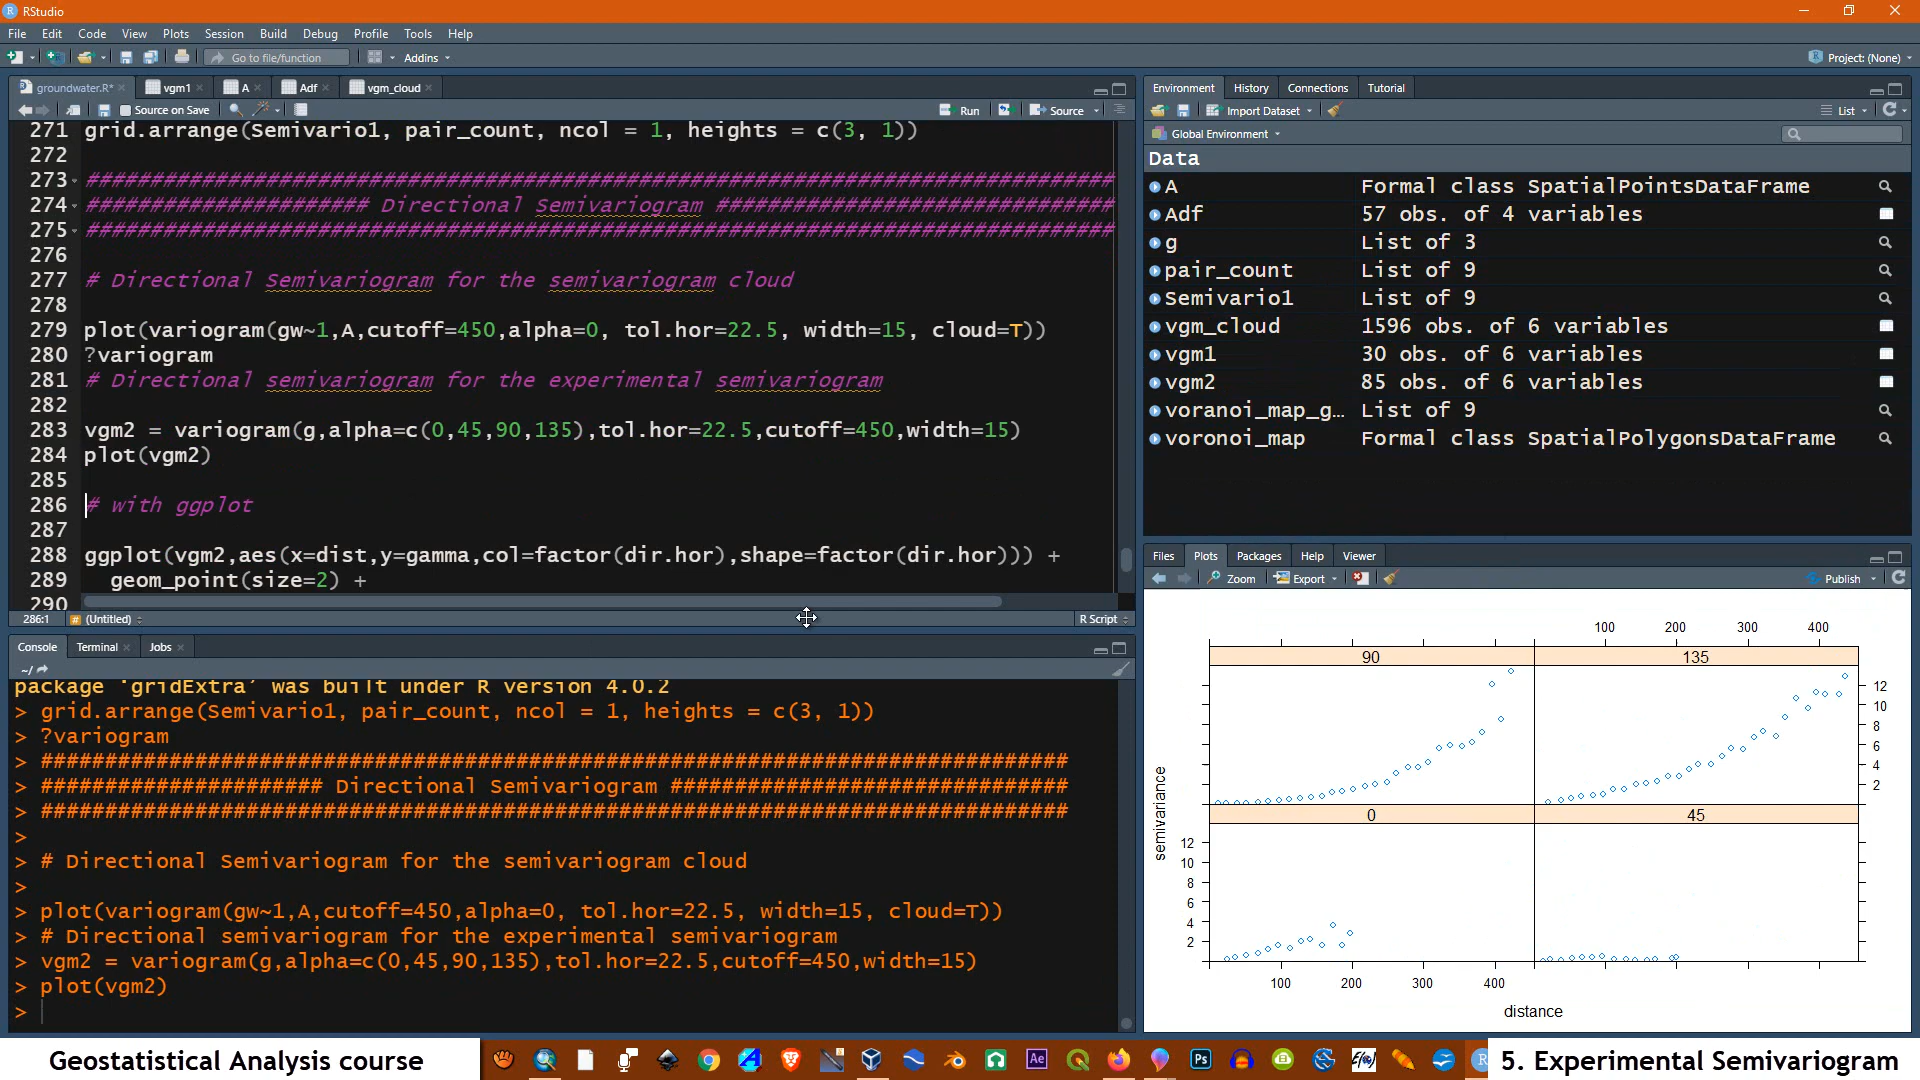 RStudio
File Edit Code View Plots Session Build Debug Profile Tools Help
Go to file/function Addins Project: (None)
groundwater.R* vgm1 A Adf vgm_cloud
Source on Save Run Source
271 grid.arrange(Semivario1, pair_count, ncol = 1, heights = c(3, 1))
272
273 ################################################################################
274 ###################### Directional Semivariogram ###############################
275 ################################################################################
276
277 # Directional Semivariogram for the semivariogram cloud
278
279 plot(variogram(gw~1,A,cutoff=450,alpha=0, tol.hor=22.5, width=15, cloud=T))
280 ?variogram
281 # Directional semivariogram for the experimental semivariogram
282
283 vgm2 = variogram(g,alpha=c(0,45,90,135),tol.hor=22.5,cutoff=450,width=15)
284 plot(vgm2)
285
286 # with ggplot
287
288 ggplot(vgm2,aes(x=dist,y=gamma,col=factor(dir.hor),shape=factor(dir.hor))) +
289 geom_point(size=2) +
290
286:1 # (Untitled) R Script
Console Terminal Jobs
~/
package 'gridExtra' was built under R version 4.0.2
> grid.arrange(Semivario1, pair_count, ncol = 1, heights = c(3, 1))
> ?variogram
> ################################################################################
> ###################### Directional Semivariogram ###############################
> ################################################################################
>
> # Directional Semivariogram for the semivariogram cloud
>
> plot(variogram(gw~1,A,cutoff=450,alpha=0, tol.hor=22.5, width=15, cloud=T))
> # Directional semivariogram for the experimental semivariogram
> vgm2 = variogram(g,alpha=c(0,45,90,135),tol.hor=22.5,cutoff=450,width=15)
> plot(vgm2)
>
Environment History Connections Tutorial
Import Dataset List
Global Environment
Data
A Formal class SpatialPointsDataFrame
Adf 57 obs. of 4 variables
g List of 3
pair_count List of 9
Semivario1 List of 9
vgm_cloud 1596 obs. of 6 variables
vgm1 30 obs. of 6 variables
vgm2 85 obs. of 6 variables
voranoi_map_g... List of 9
voronoi_map Formal class SpatialPolygonsDataFrame
Files Plots Packages Help Viewer
Zoom Export Publish
100 200 300 400
90 135
12
10
8
6
4
2
0 45
12
10
8
6
4
2
semivariance
100 200 300 400
distance
Geostatistical Analysis course
Ae Ps
5. Experimental Semivariogram